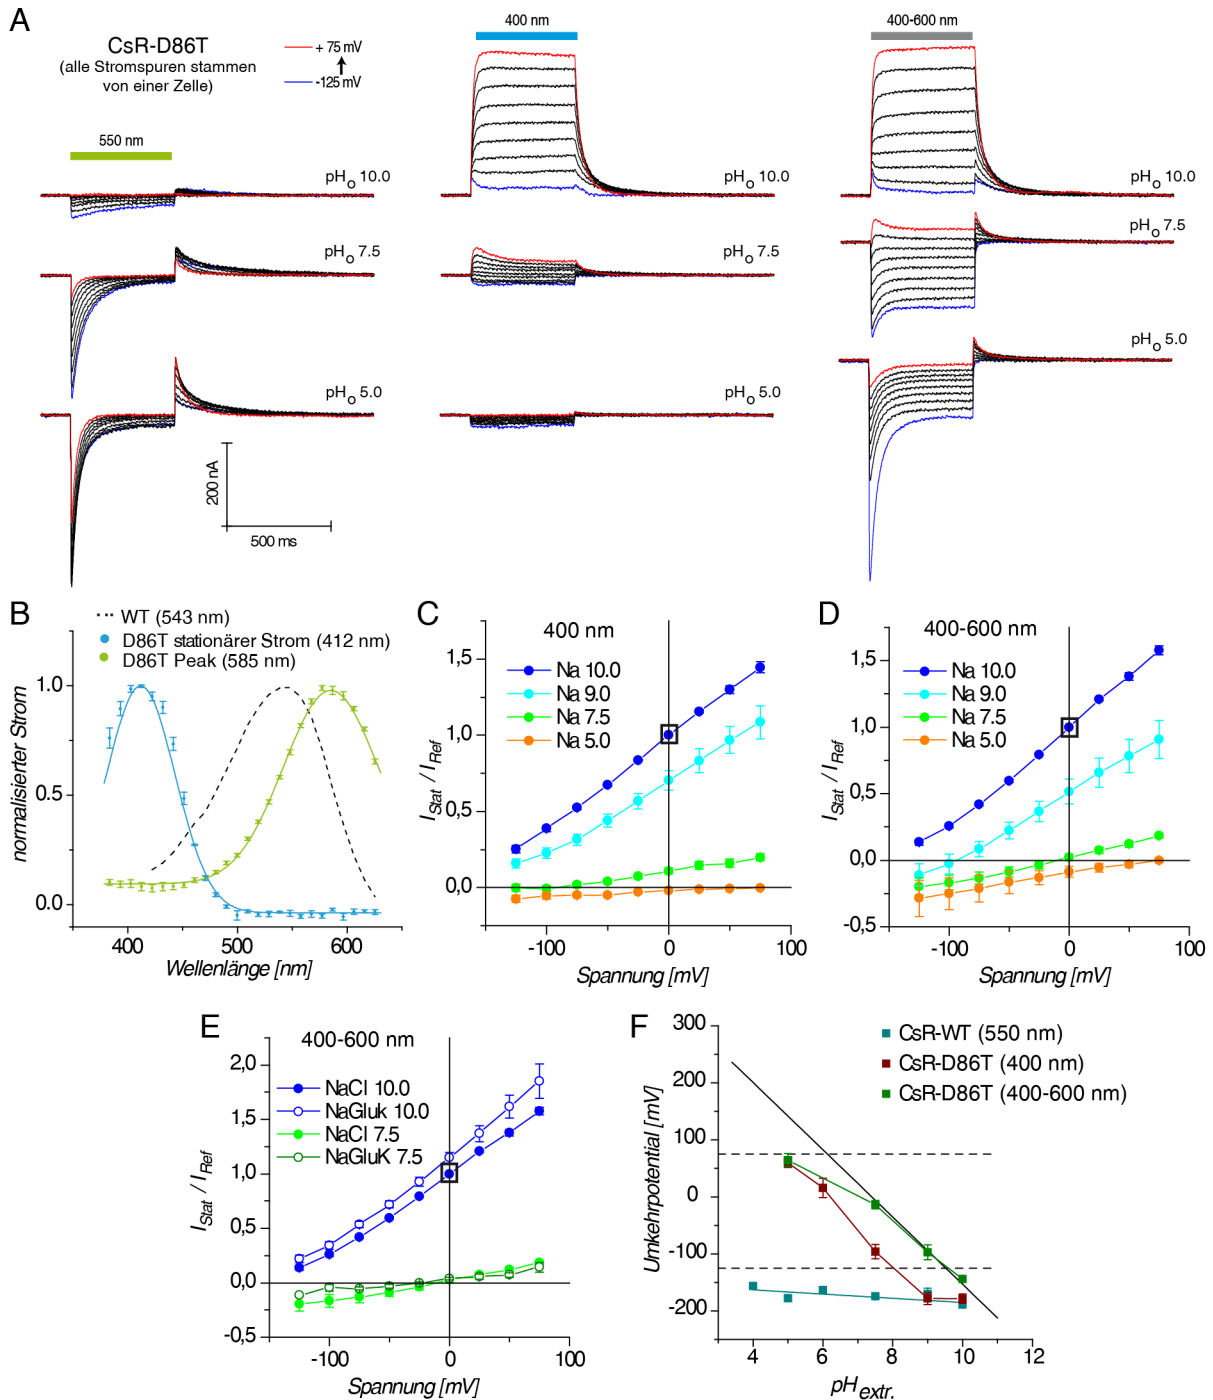 A
CsR-D86T
(alle Stromspuren stammen
von einer Zelle)
+ 75 mV
-125 mV
550 nm
400 nm
400-600 nm
pHO 10.0
pHO 10.0
pHO 10.0
pHO 7.5
pHO 7.5
pHO 7.5
pHO 5.0
pHO 5.0
pHO 5.0
200 nA
500 ms
B
WT (543 nm)
D86T stationärer Strom (412 nm)
D86T Peak (585 nm)
normalisierter Strom
1.0
0.5
0.0
400
500
600
Wellenlänge [nm]
C
400 nm
Na 10.0
Na 9.0
Na 7.5
Na 5.0
IStat / IRef
1,5
1,0
0,5
0,0
-100
0
100
Spannung [mV]
D
400-600 nm
Na 10.0
Na 9.0
Na 7.5
Na 5.0
IStat / IRef
1,5
1,0
0,5
0,0
-0,5
-100
0
100
Spannung [mV]
E
400-600 nm
NaCl 10.0
NaGluk 10.0
NaCl 7.5
NaGluK 7.5
IStat / IRef
2,0
1,5
1,0
0,5
0,0
-0,5
-100
0
100
Spannung [mV]
F
CsR-WT (550 nm)
CsR-D86T (400 nm)
CsR-D86T (400-600 nm)
Umkehrpotential [mV]
300
200
100
0
-100
-200
4
6
8
10
12
pHextr.